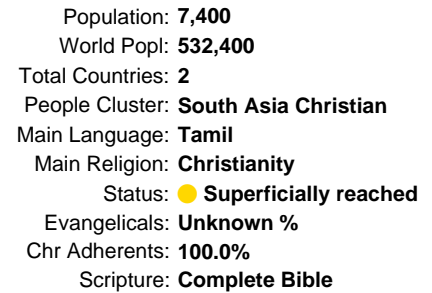 Population: 7,400
World Popl: 532,400
Total Countries: 2
People Cluster: South Asia Christian
Main Language: Tamil
Main Religion: Christianity
Status: Superficially reached
Evangelicals: Unknown %
Chr Adherents: 100.0%
Scripture: Complete Bible